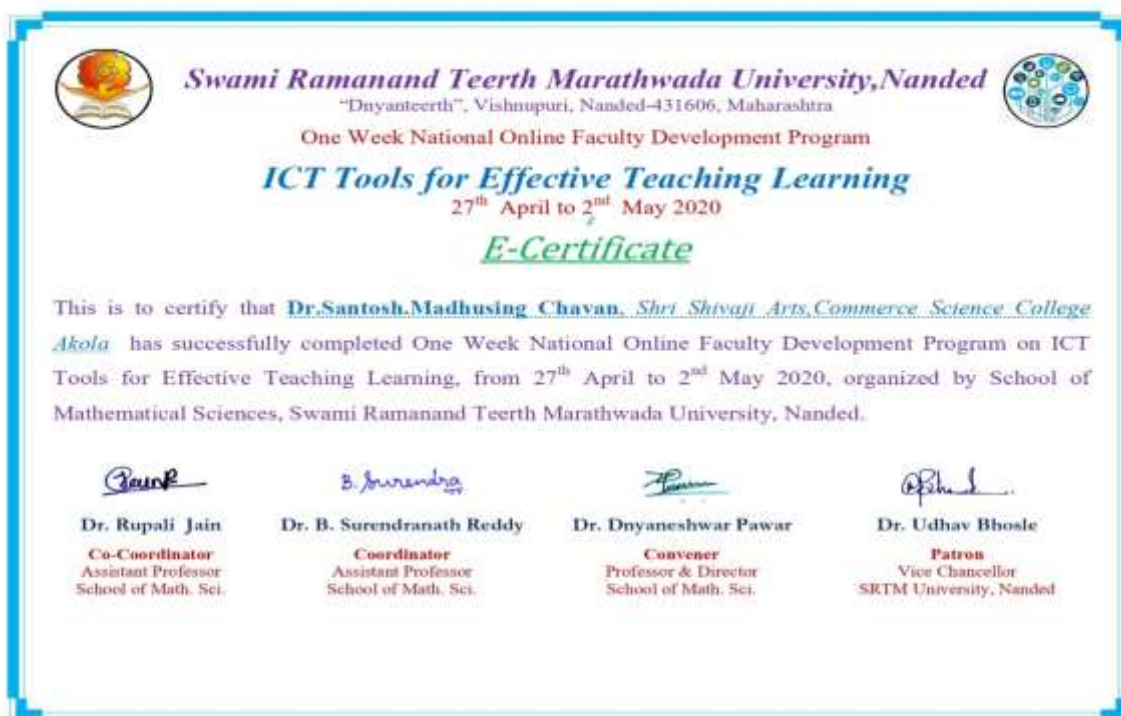 Swami Ramanand Teerth Marathwada University,Nanded
“Dnyanteerth”, Vishnupuri, Nanded-431606, Maharashtra
One Week National Online Faculty Development Program
ICT Tools for Effective Teaching Learning
27th April to 2nd May 2020
E-Certificate
This is to certify that Dr.Santosh.Madhusing Chavan, Shri Shivaji Arts,Commerce Science College
Akola has successfully completed One Week National Online Faculty Development Program on ICT
Tools for Effective Teaching Learning, from 27th April to 2nd May 2020, organized by School of
Mathematical Sciences, Swami Ramanand Teerth Marathwada University, Nanded.
B. Surendra
Dr. Rupali Jain Dr. B. Surendranath Reddy Dr. Dnyaneshwar Pawar Dr. Udhav Bhosle
Co-Coordinator Coordinator Convener Patron
Assistant Professor Assistant Professor Professor & Director Vice Chancellor
School of Math. Sci. School of Math. Sci. School of Math. Sci. SRTM University, Nanded